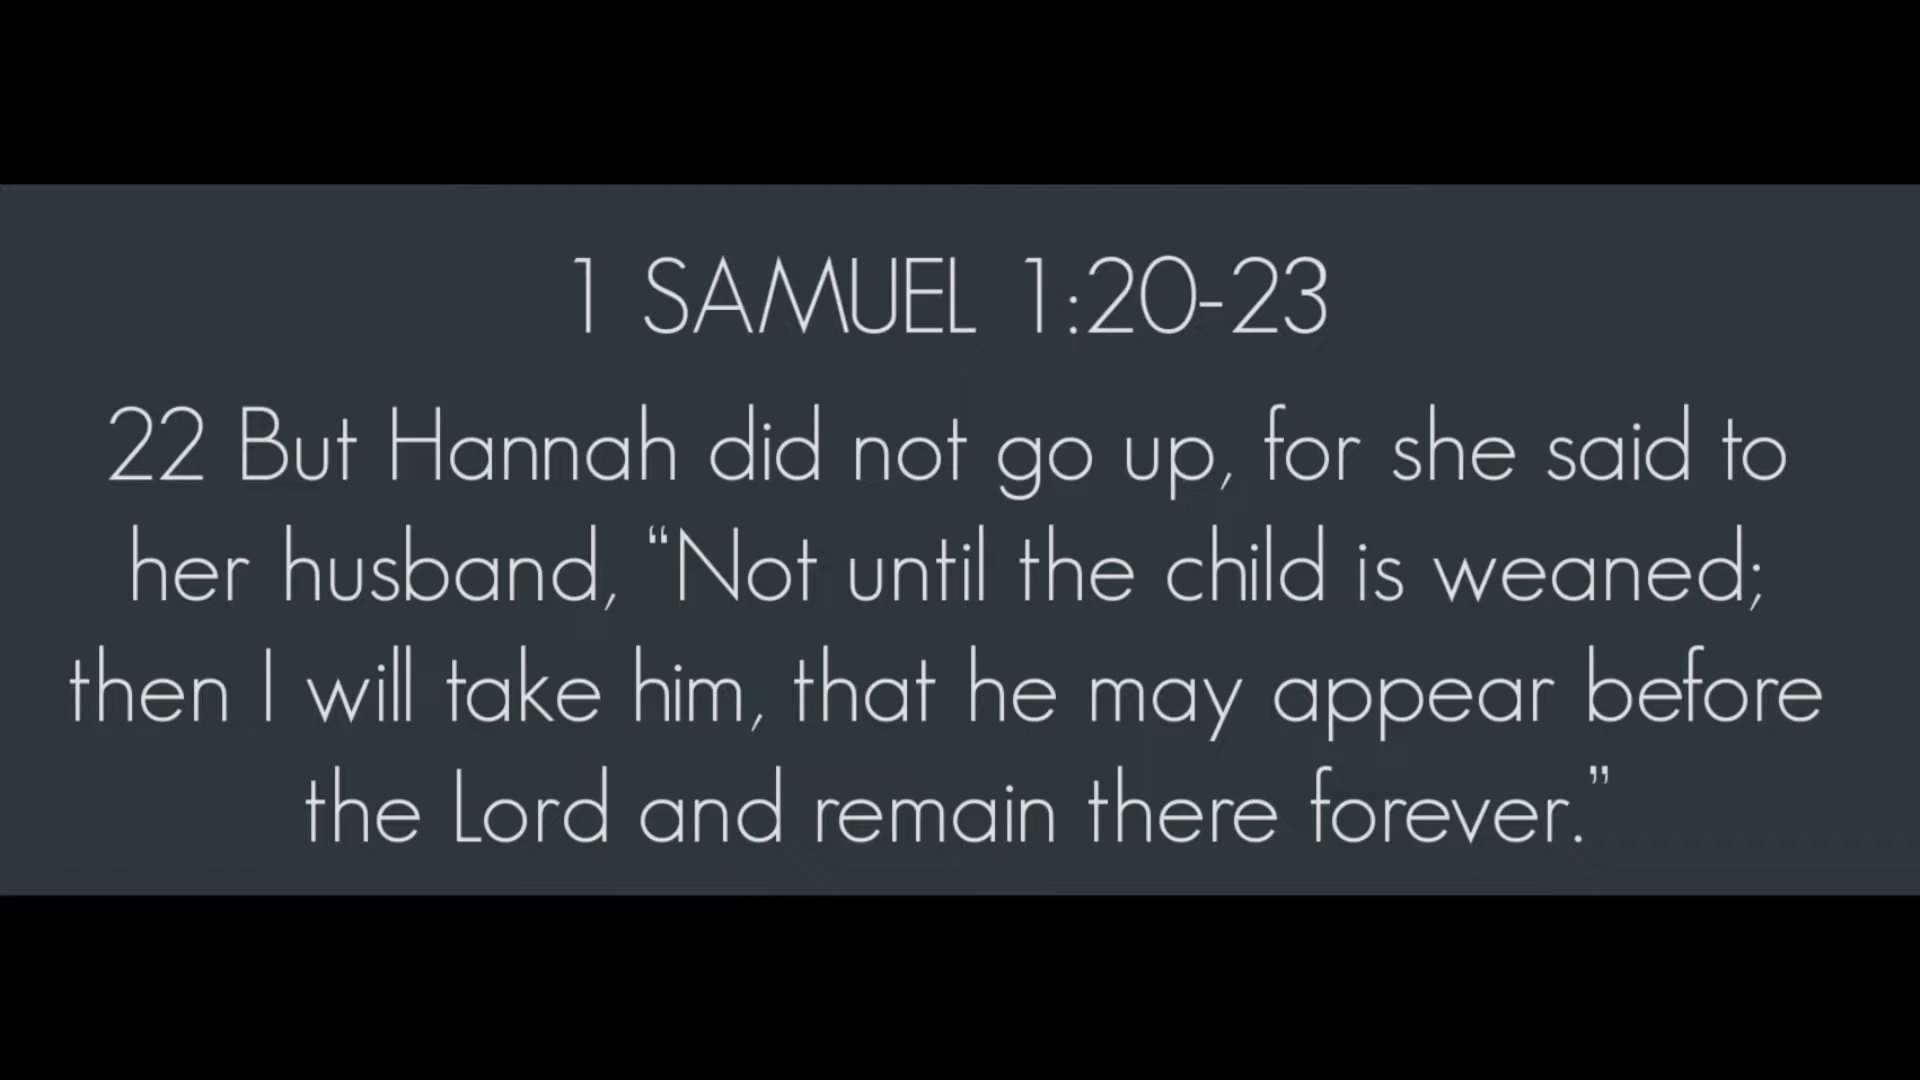 1 SAMUEL 1:20-23
22 But Hannah did not go up, for she said to
her husband, “Not until the child is weaned;
then I will take him, that he may appear before
the Lord and remain there forever.”